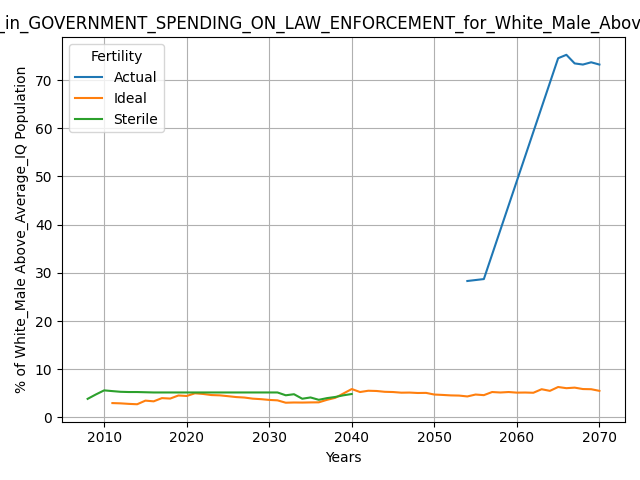 _in_GOVERNMENT_SPENDING_ON_LAW_ENFORCEMENT_for_White_Male_Abov
Fertility
Actual
Ideal
Sterile
% of White_Male Above_Average_IQ Population
70
60
50
40
30
20
10
0
2010 2020 2030 2040 2050 2060 2070
Years